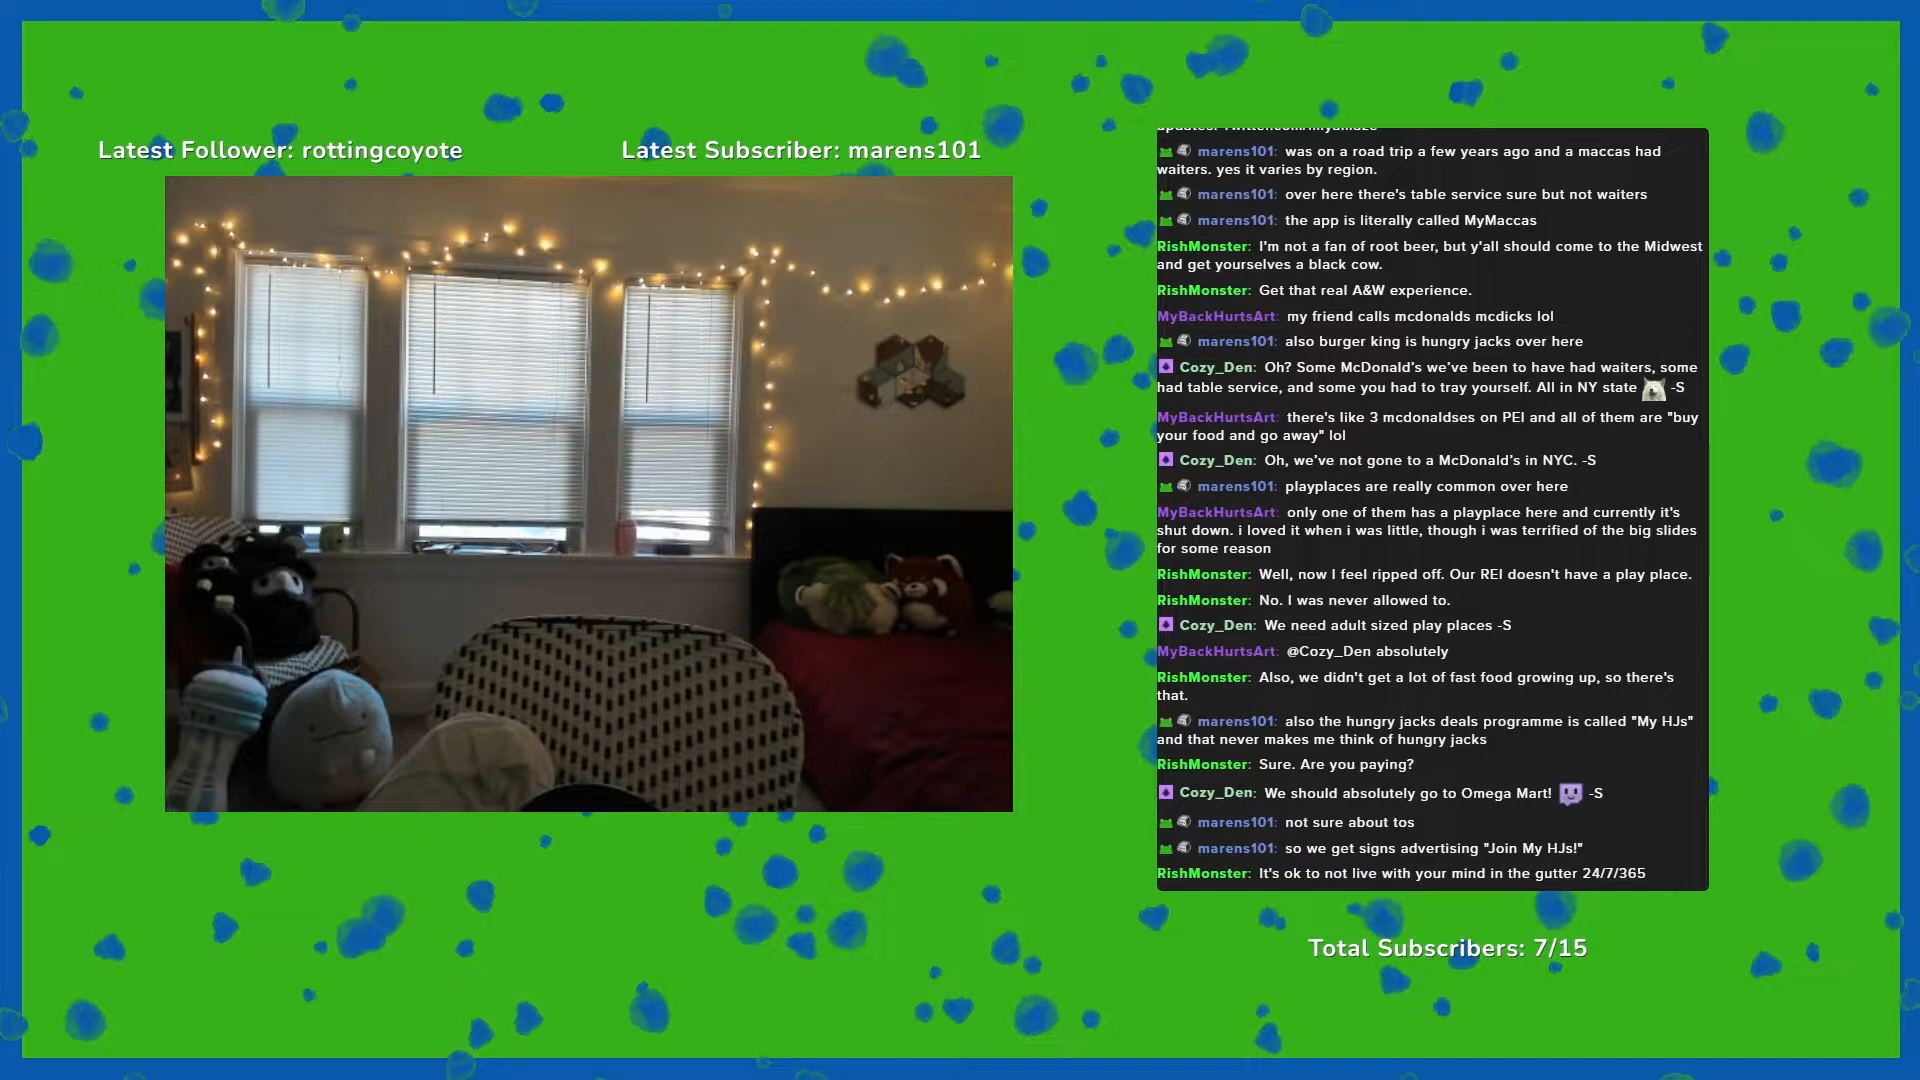 Latest Follower: rottingcoyote
Latest Subscriber: marens101
updates: Twitter.com/
marens101: was on a road trip a few years ago and a maccas had
waiters. yes it varies by region.
marens101: over here there's table service sure but not waiters
marens101: the app is literally called MyMaccas
RishMonster: I'm not a fan of root beer, but y'all should come to the Midwest
and get yourselves a black cow.
RishMonster: Get that real A&W experience.
MyBackHurtsArt: my friend calls mcdonalds mcdicks lol
marens101: also burger king is hungry jacks over here
Cozy_Den: Oh? Some McDonald's we've been to have had waiters, some
had table service, and some you had to tray yourself. All in NY state -S
MyBackHurtsArt: there's like 3 mcdonaldses on PEI and all of them are "buy
your food and go away" lol
Cozy_Den: Oh, we've not gone to a McDonald's in NYC. -S
marens101: playplaces are really common over here
MyBackHurtsArt: only one of them has a playplace here and currently it's
shut down. i loved it when i was little, though i was terrified of the big slides
for some reason
RishMonster: Well, now I feel ripped off. Our REI doesn't have a play place.
RishMonster: No. I was never allowed to.
Cozy_Den: We need adult sized play places -S
MyBackHurtsArt: @Cozy_Den absolutely
RishMonster: Also, we didn't get a lot of fast food growing up, so there's
that.
marens101: also the hungry jacks deals programme is called "My HJs"
and that never makes me think of hungry jacks
RishMonster: Sure. Are you paying?
Cozy_Den: We should absolutely go to Omega Mart! -S
marens101: not sure about tos
marens101: so we get signs advertising "Join My HJs!"
RishMonster: It's ok to not live with your mind in the gutter 24/7/365
Total Subscribers: 7/15